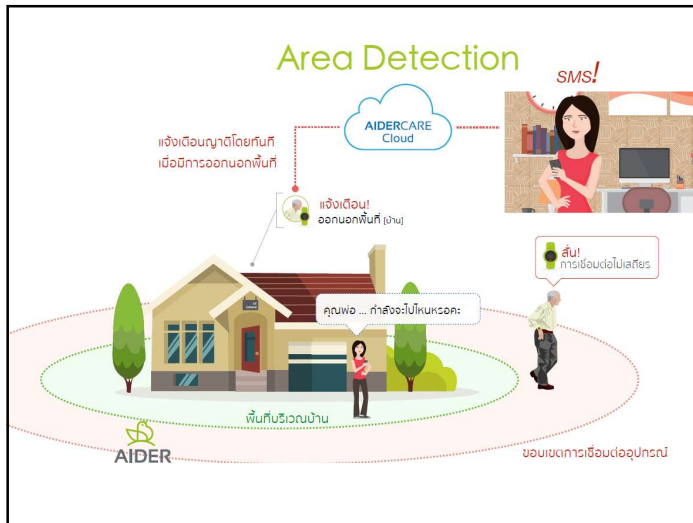 Area Detection
SMS!
AIDERCARE
Cloud
แจ้งเตือนญาติโดยทันที
เมื่อมีการออกนอกพื้นที่
แจ้งเตือน!
ออกนอกพื้นที่ [บ้าน]
สั่น!
การเชื่อมต่อไม่เสถียร
คุณพ่อ ... กำลังจะไปไหนหรอคะ
พื้นที่บริเวณบ้าน
AIDER
ขอบเขตการเชื่อมต่ออุปกรณ์